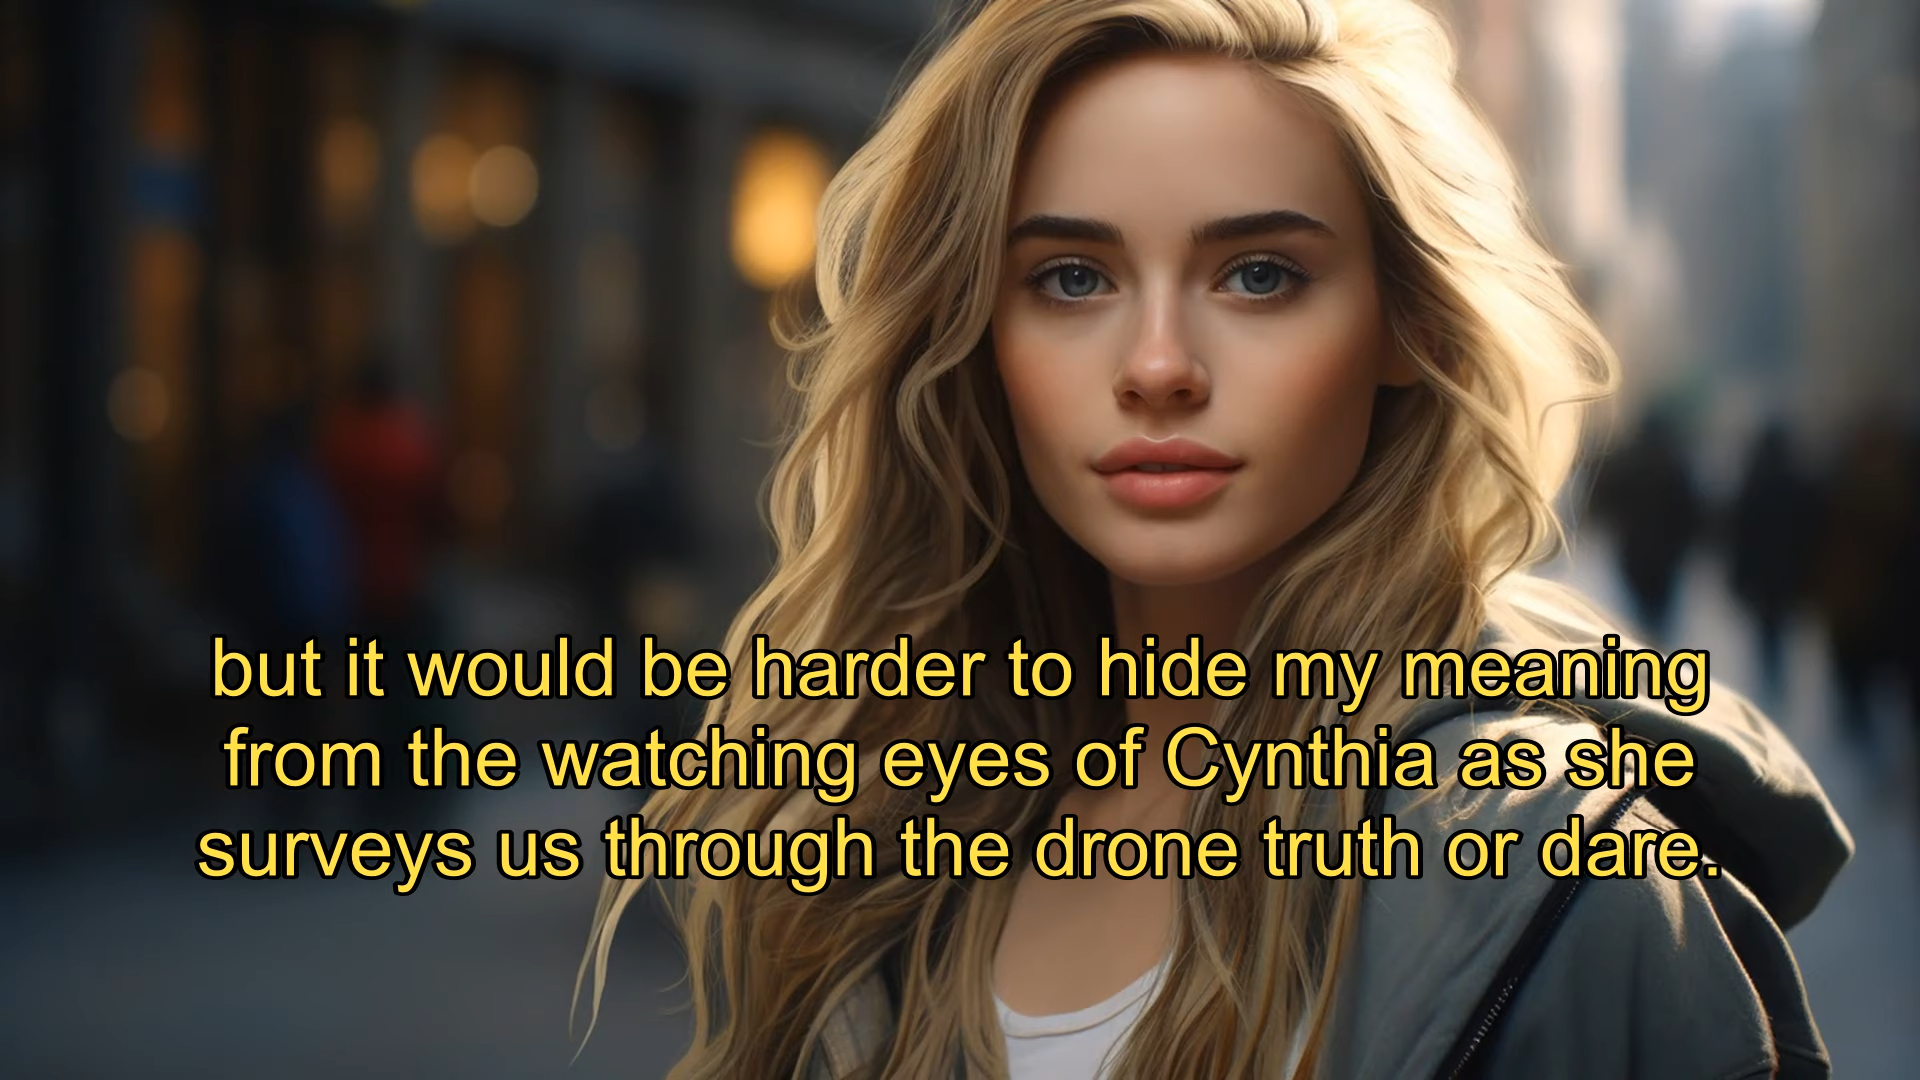 but it would be harder to hide my meaning
from the watching eyes of Cynthia as she
surveys us through the drone truth or dare.